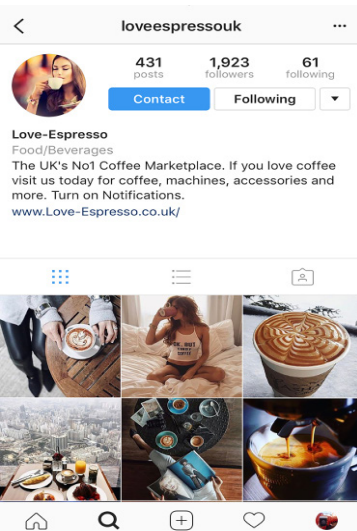 loveespressouk
431 1,923 61
posts followers following
Contact Following
Love-Espresso
Food/Beverages
The UK's No1 Coffee Marketplace. If you love coffee
visit us today for coffee, machines, accessories and
more. Turn on Notifications.
www.Love-Espresso.co.uk/